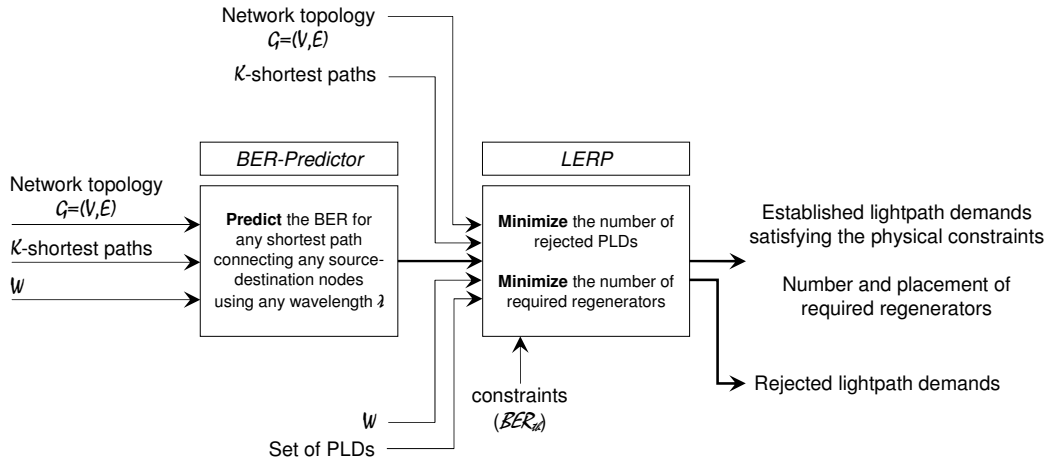 Network topology
G=(V,E)
K-shortest paths
BER-Predictor
LERP
Network topology
G=(V,E)
K-shortest paths
W
Predict the BER for
any shortest path
connecting any source-
destination nodes
using any wavelength λ
Minimize the number of
rejected PLDs
Minimize the number of
required regenerators
Established lightpath demands
satisfying the physical constraints
Number and placement of
required regenerators
Rejected lightpath demands
constraints
(BERth)
W
Set of PLDs